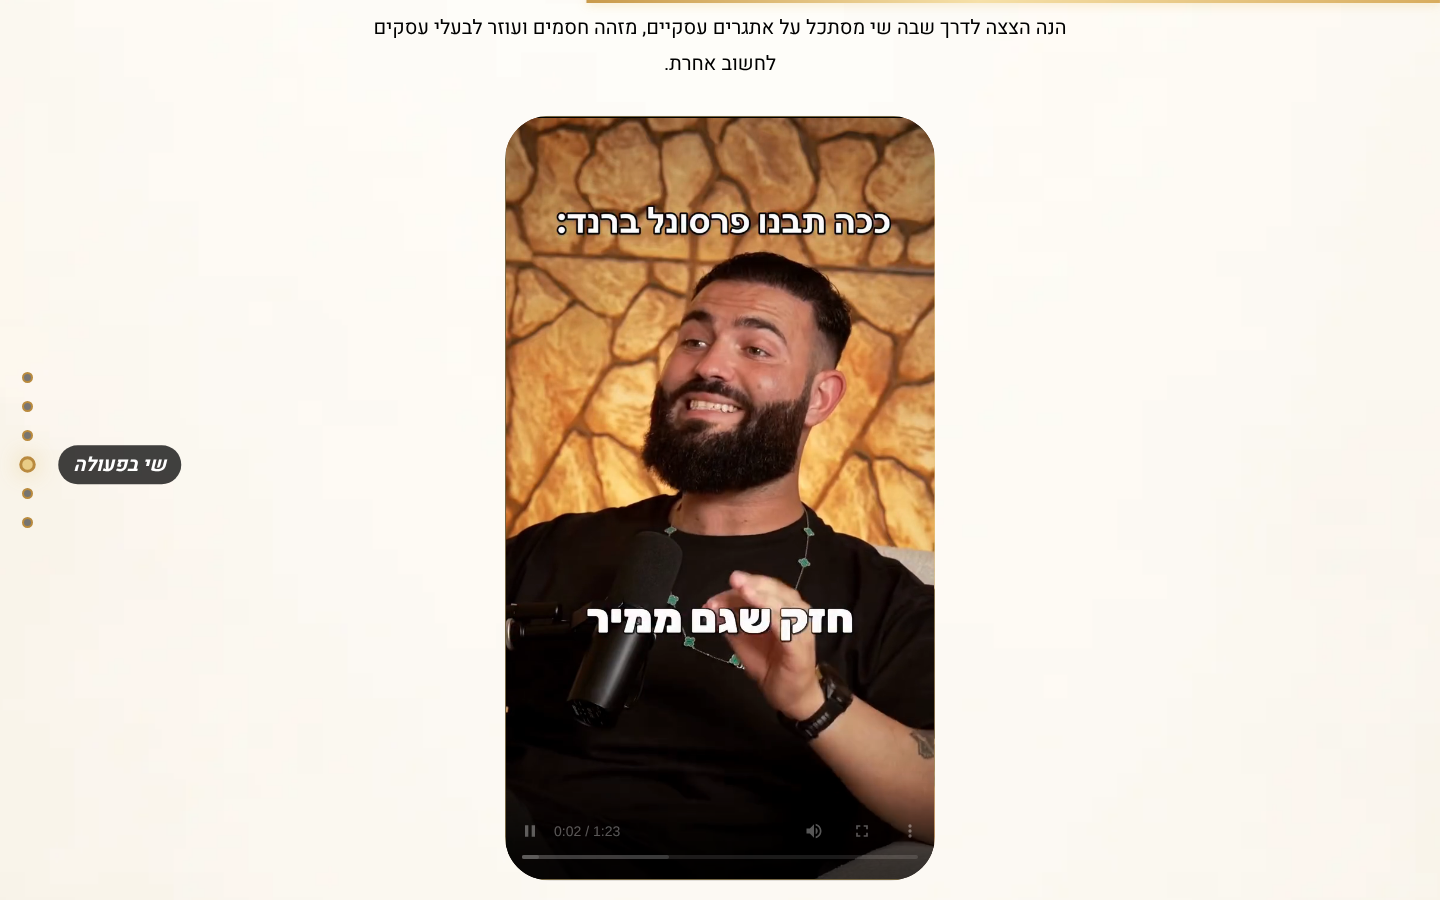 הנה הצצה לדרך שבה שי מסתכל על אתגרים עסקיים, מזהה חסמים ועוזר לבעלי עסקים
לחשוב אחרת.
ככה תבנו פרסונל ברנד:
שי בפעולה
חזק שגם ממיר
0:02 / 1:23